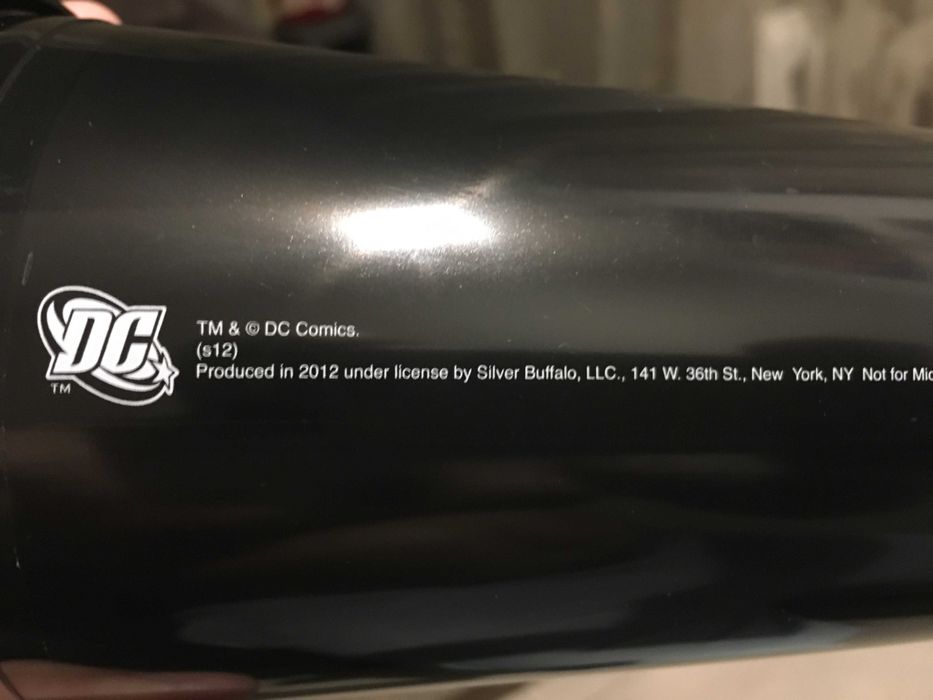 DC
TM
TM & © DC Comics.
(s12)
Produced in 2012 under license by Silver Buffalo, LLC., 141 W. 36th St., New York, NY Not for